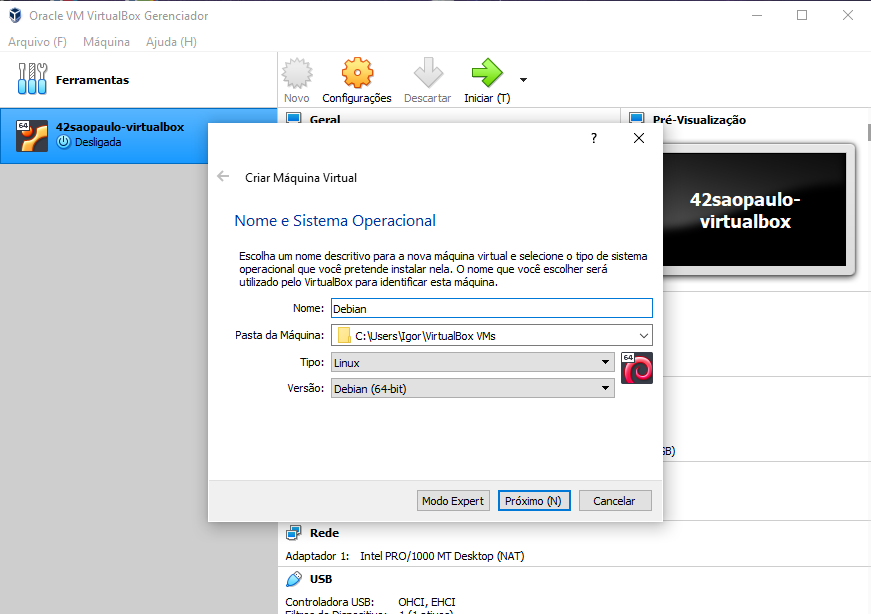 Oracle VM VirtualBox Gerenciador
Arquivo (F) Máquina Ajuda (H)
Ferramentas
Novo Configurações Descartar Iniciar (T)
64
42saopaulo-virtualbox
Desligada
Geral
Pré-Visualização
42saopaulo-
virtualbox
?
Criar Máquina Virtual
Nome e Sistema Operacional
Escolha um nome descritivo para a nova máquina virtual e selecione o tipo de sistema
operacional que você pretende instalar nela. O nome que você escolher será
utilizado pelo VirtualBox para identificar esta máquina.
Nome: Debian
Pasta da Máquina: C:\Users\Igor\VirtualBox VMs
Tipo: Linux
64
Versão: Debian (64-bit)
Modo Expert Próximo (N) Cancelar
Rede
Adaptador 1: Intel PRO/1000 MT Desktop (NAT)
USB
Controladora USB: OHCI, EHCI
Filtros de Dispositivo: 1 (1 ativos)